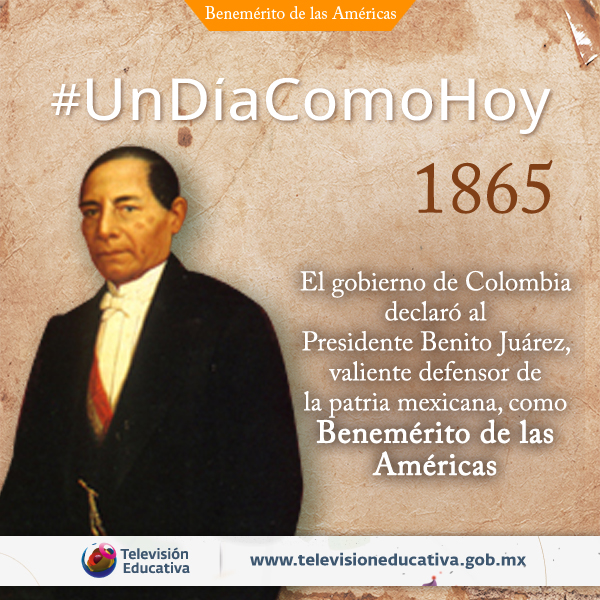 Benemérito de las Américas
#UnDíaComoHoy
1865
El gobierno de Colombia
declaró al
Presidente Benito Juárez,
valiente defensor de
la patria mexicana, como
Benemérito de las
Américas
Televisión
Educativa
www.televisioneducativa.gob.mx